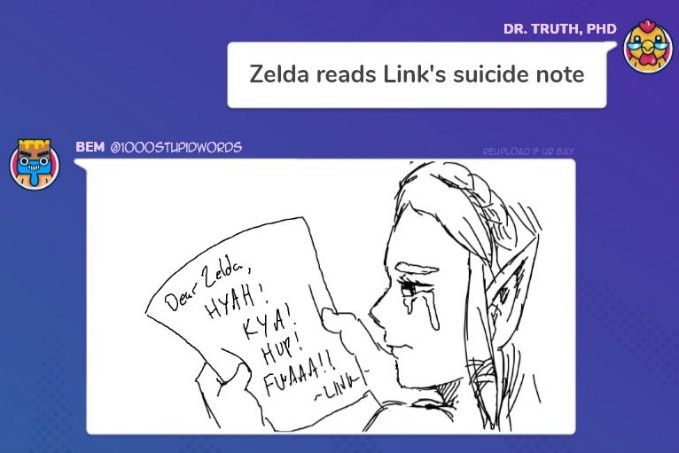 DR. TRUTH, PHD
Zelda reads Link's suicide note
BEM @1000STUPIDWORDS
REUPLOAD IF UR GAY
Dear Zelda,
HYAH!
KYA!
HUP!
FWAAA!!
~LINK